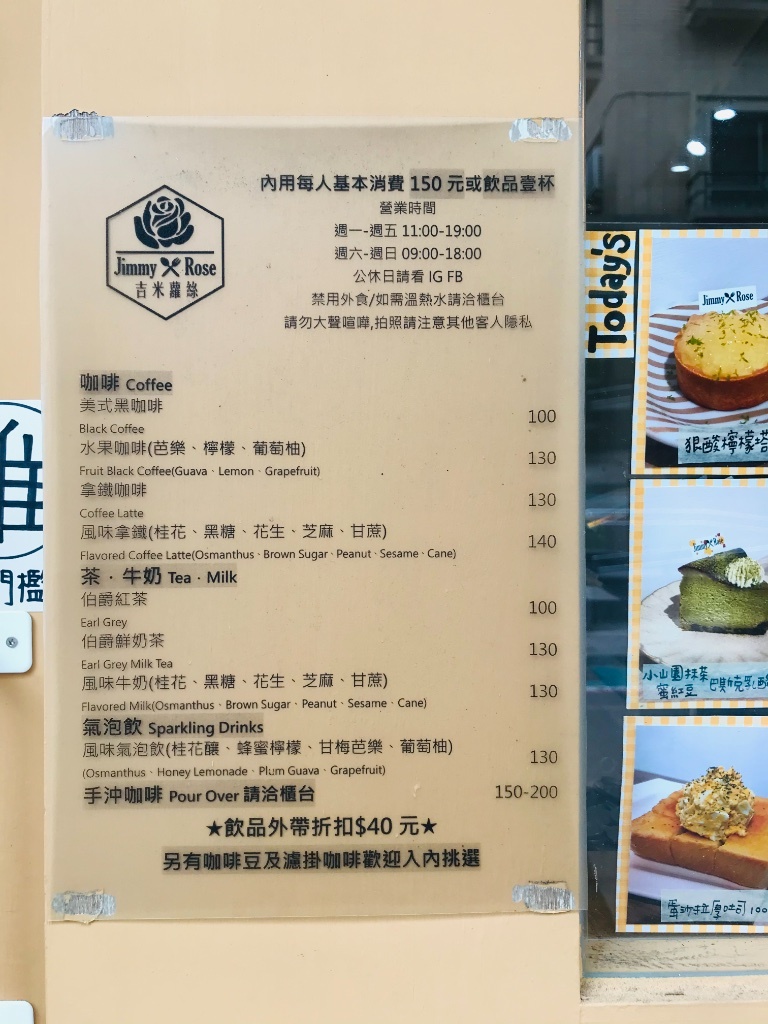 內用每人基本消費 150 元或飲品壹杯
營業時間
週一-週五 11:00-19:00
週六-週日 09:00-18:00
公休日請看 IG FB
禁用外食/如需溫熱水請洽櫃台
請勿大聲喧嘩,拍照請注意其他客人隱私
Jimmy Rose
吉米蘿絲
咖啡 Coffee
美式黑咖啡
Black Coffee 100
水果咖啡(芭樂、檸檬、葡萄柚)
Fruit Black Coffee(Guava、Lemon、Grapefruit) 130
拿鐵咖啡
Coffee Latte 130
風味拿鐵(桂花、黑糖、花生、芝麻、甘蔗)
Flavored Coffee Latte(Osmanthus、Brown Sugar、Peanut、Sesame、Cane) 140
茶．牛奶 Tea．Milk
伯爵紅茶
Earl Grey 100
伯爵鮮奶茶
Earl Grey Milk Tea 130
風味牛奶(桂花、黑糖、花生、芝麻、甘蔗)
Flavored Milk(Osmanthus、Brown Sugar、Peanut、Sesame、Cane) 130
氣泡飲 Sparkling Drinks
風味氣泡飲(桂花釀、蜂蜜檸檬、甘梅芭樂、葡萄柚)
(Osmanthus、Honey Lemonade、Plum Guava、Grapefruit) 130
手沖咖啡 Pour Over 請洽櫃台 150-200
★飲品外帶折扣$40 元★
另有咖啡豆及濾掛咖啡歡迎入內挑選
Today's
Jimmy Rose
狠酸檸檬塔
Jimmy Rose
小山園抹茶
蜜紅豆 巴斯克乳酪
蛋沙拉厚吐司 100
門檻